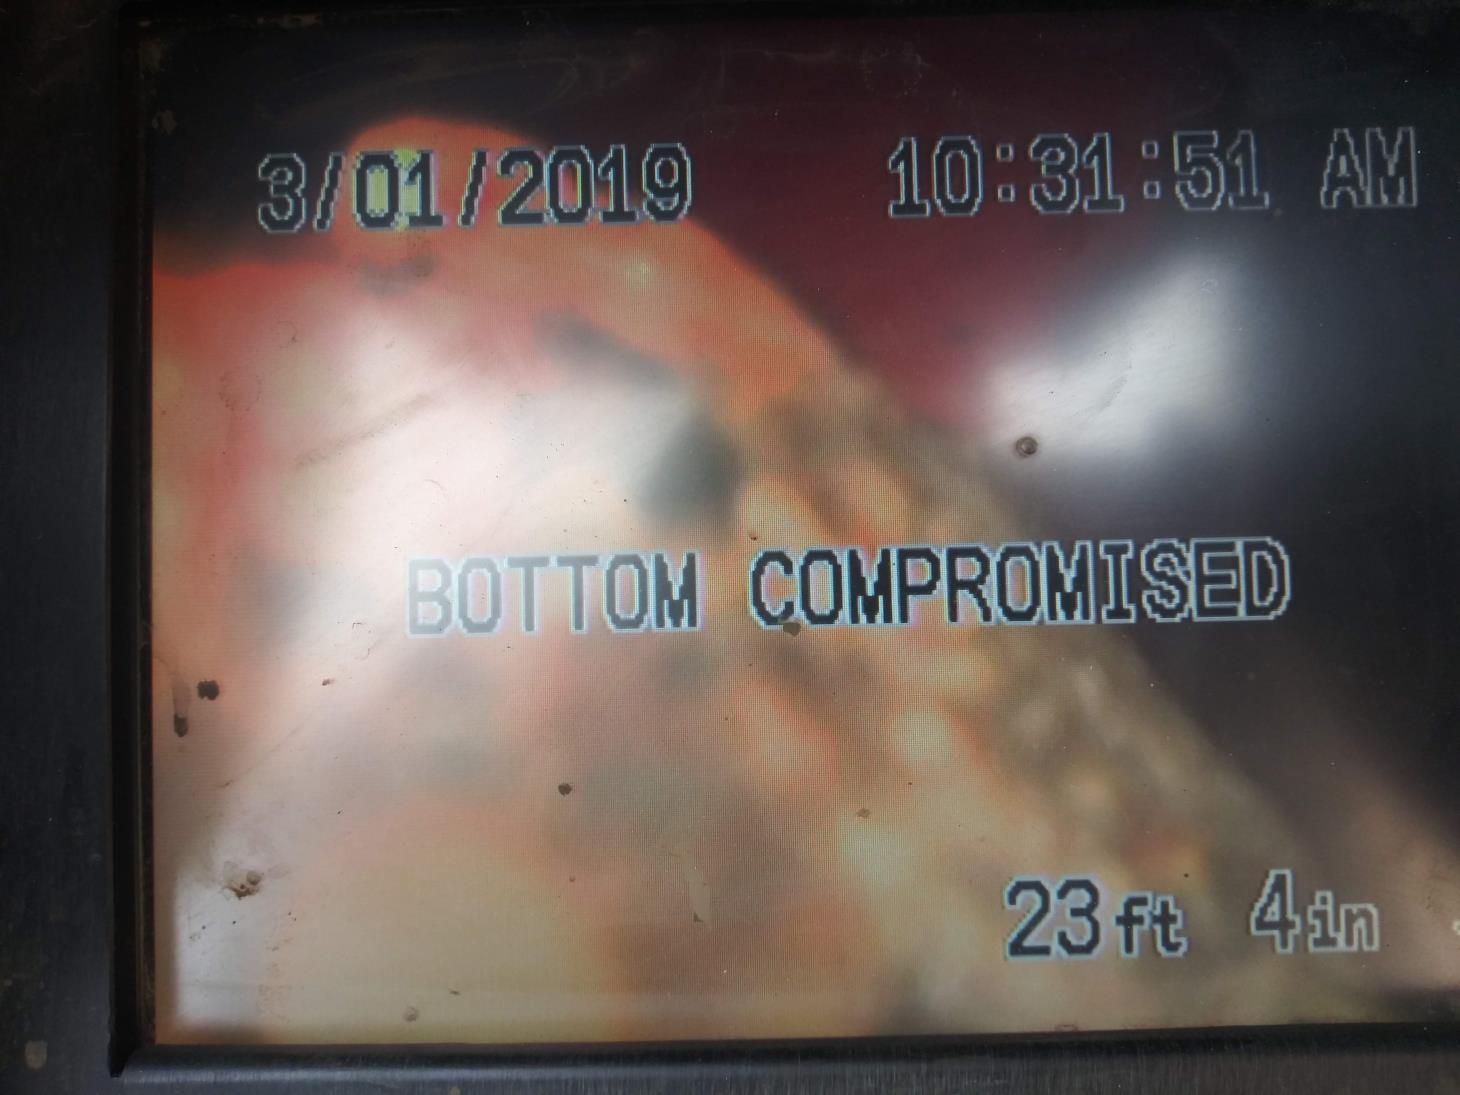 3/01/2019 10:31:51 AM
BOTTOM COMPROMISED
23ft 4in